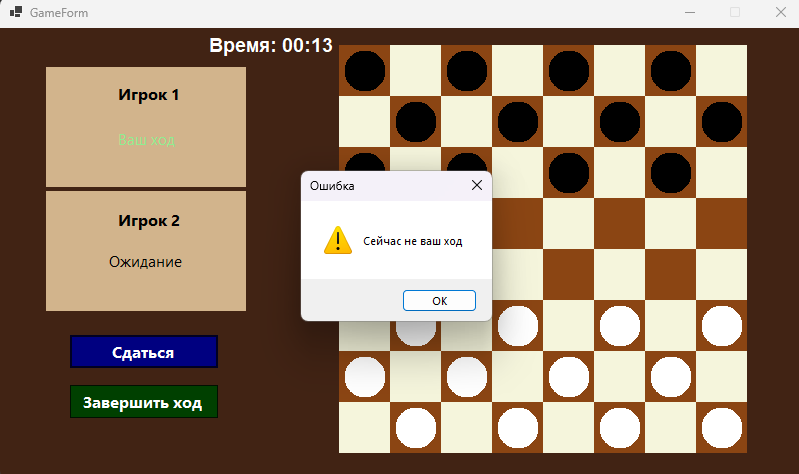 GameForm
Время: 00:13
Игрок 1
Ваш ход
Игрок 2
Ожидание
Сдаться
Завершить ход
Ошибка
Сейчас не ваш ход
ОК